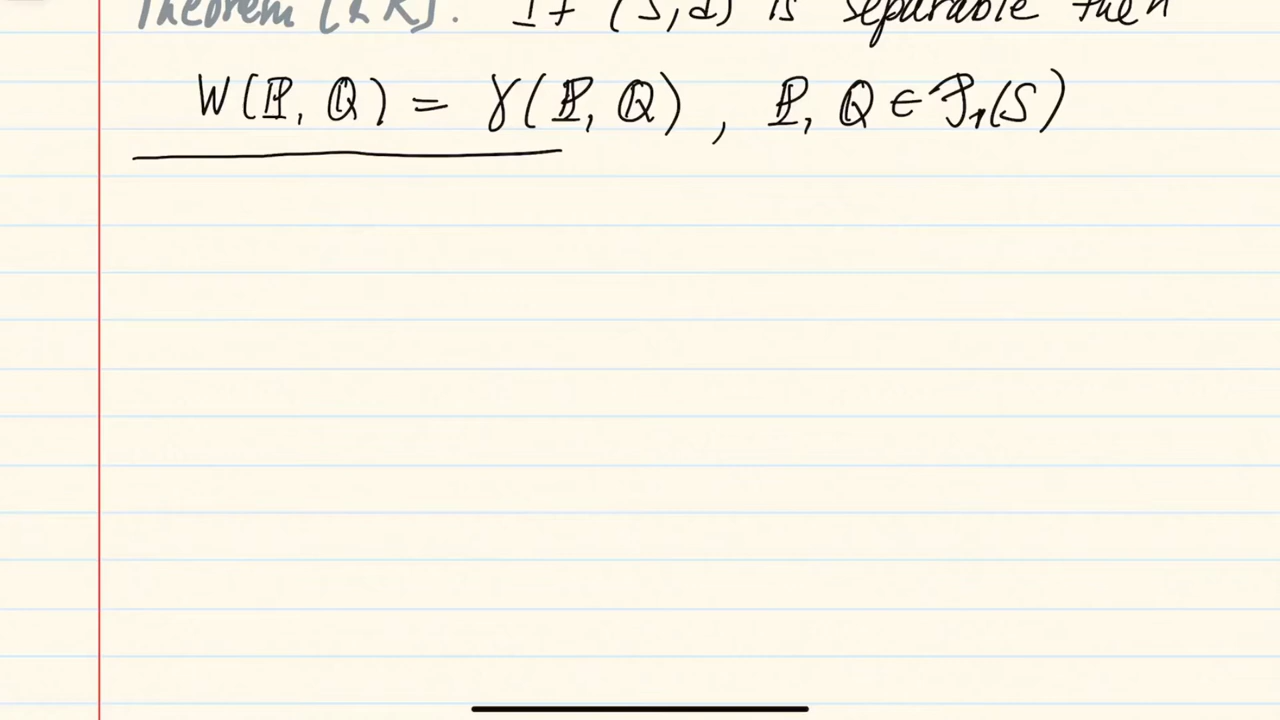 Theorem [KR]. If (S,d) is separable then
W(ℙ, ℚ) = γ(ℙ, ℚ), ℙ, ℚ ∈ 𝒫₁(S)